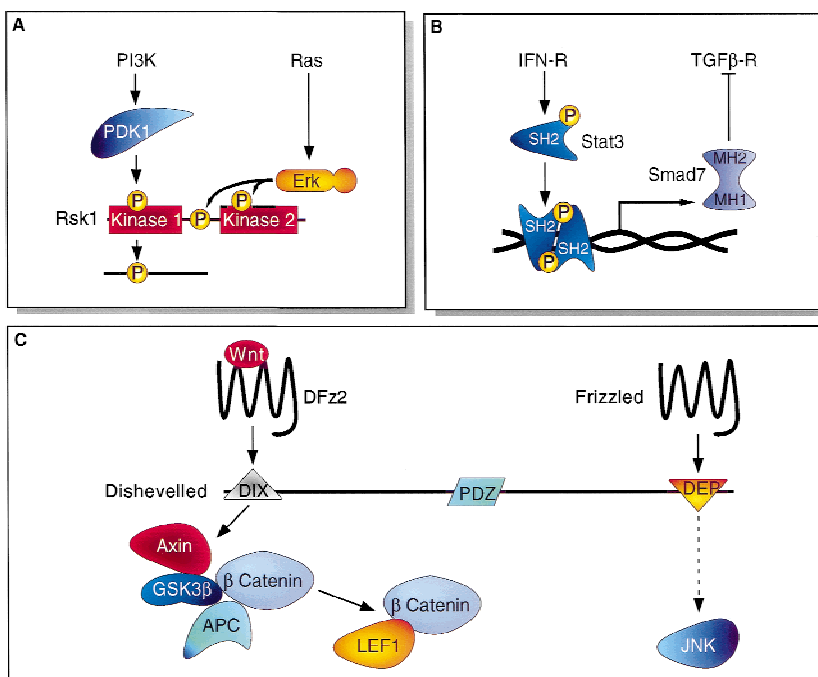 A
PI3K
Ras
PDK1
Erk
P
P
P
Rsk1
Kinase 1
Kinase 2
P
B
IFN-R
TGFβ-R
P
SH2
Stat3
MH2
Smad7
MH1
P
SH2
SH2
P
C
Wnt
DFz2
Frizzled
Dishevelled
DIX
PDZ
DEP
Axin
GSK3β
β Catenin
APC
β Catenin
LEF1
JNK